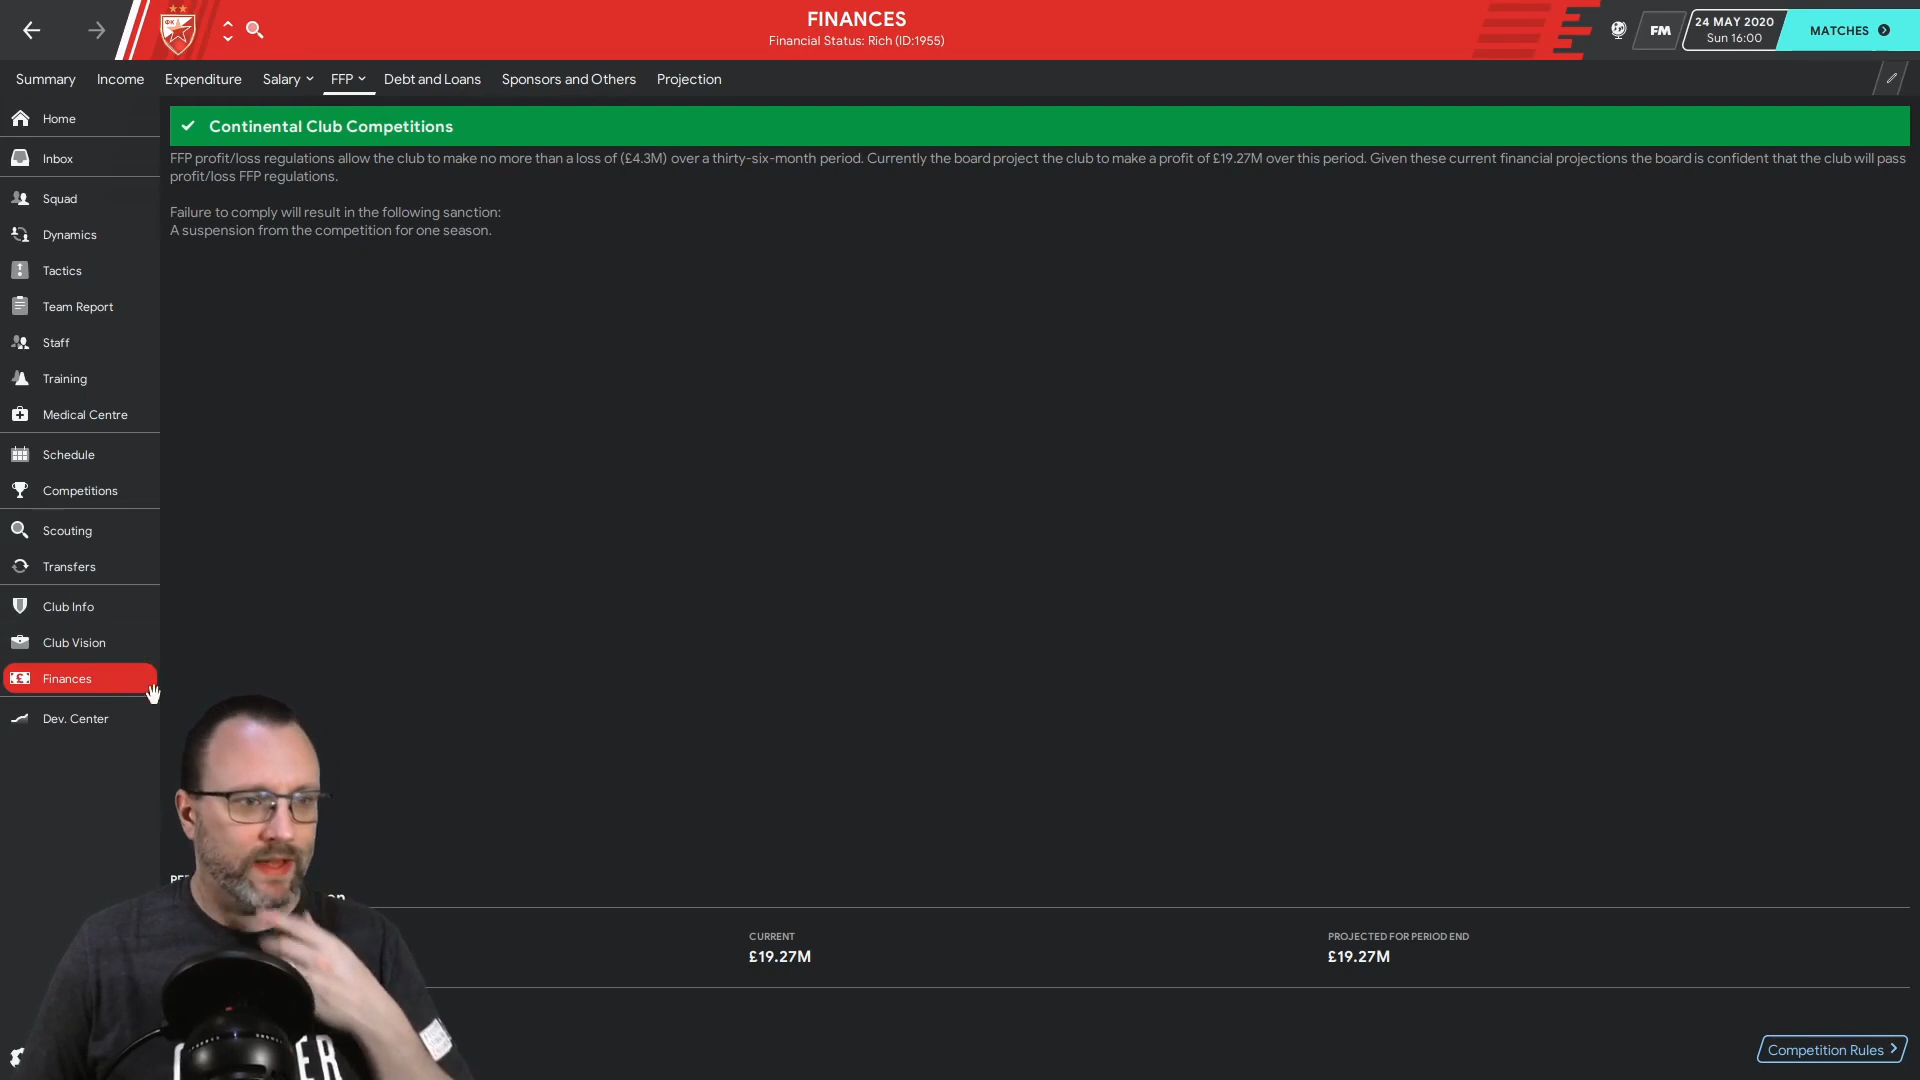 FINANCES
Financial Status: Rich (ID:1955)
FM
24 MAY 2020
Sun 16:00
MATCHES
Summary
Income
Expenditure
Salary
FFP
Debt and Loans
Sponsors and Others
Projection
Home
Inbox
Squad
Dynamics
Tactics
Team Report
Staff
Training
Medical Centre
Schedule
Competitions
Scouting
Transfers
Club Info
Club Vision
Finances
Dev. Center
Continental Club Competitions
FFP profit/loss regulations allow the club to make no more than a loss of (£4.3M) over a thirty-six-month period. Currently the board project the club to make a profit of £19.27M over this period. Given these current financial projections the board is confident that the club will pass
profit/loss FFP regulations.
Failure to comply will result in the following sanction:
A suspension from the competition for one season.
CURRENT
£19.27M
PROJECTED FOR PERIOD END
£19.27M
Competition Rules